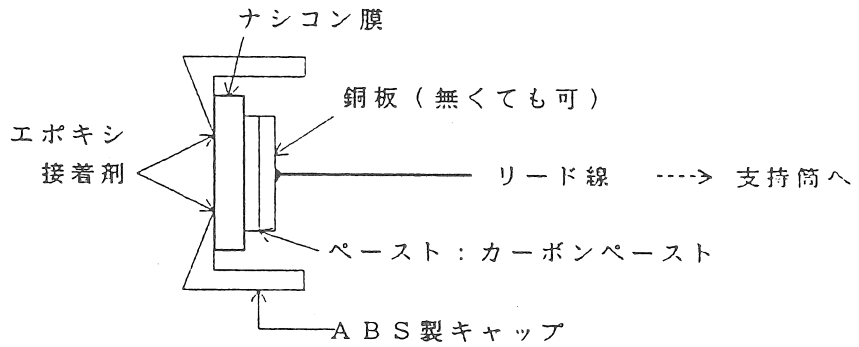 ナシコン膜
銅板（無くても可）
エポキシ
接着剤
リード線 ----> 支持筒へ
ペースト：カーボンペースト
ＡＢＳ製キャップ